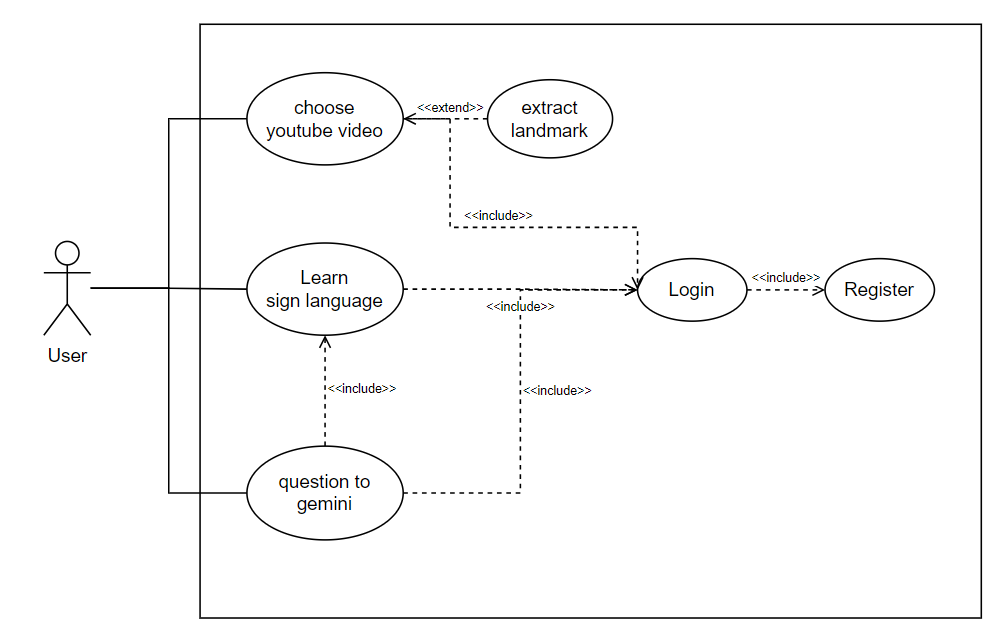 choose
youtube video
<<extend>>
extract
landmark
<<include>>
Learn
sign language
<<include>>
Login
<<include>>
Register
User
<<include>>
<<include>>
question to
gemini